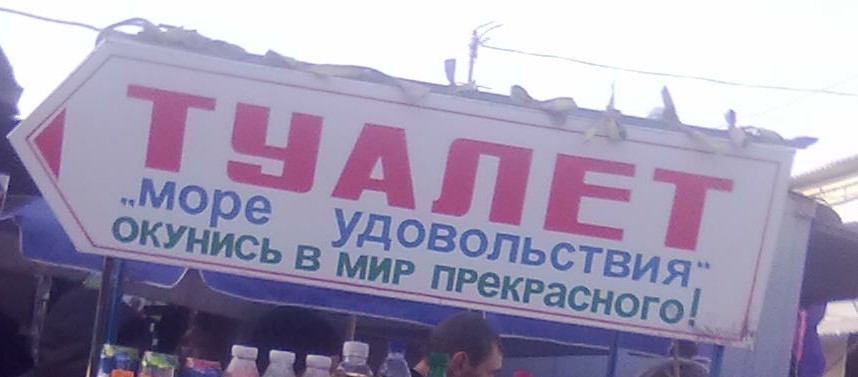 ТУАЛЕТ
„море удовольствия“
ОКУНИСЬ В МИР ПРЕКРАСНОГО!